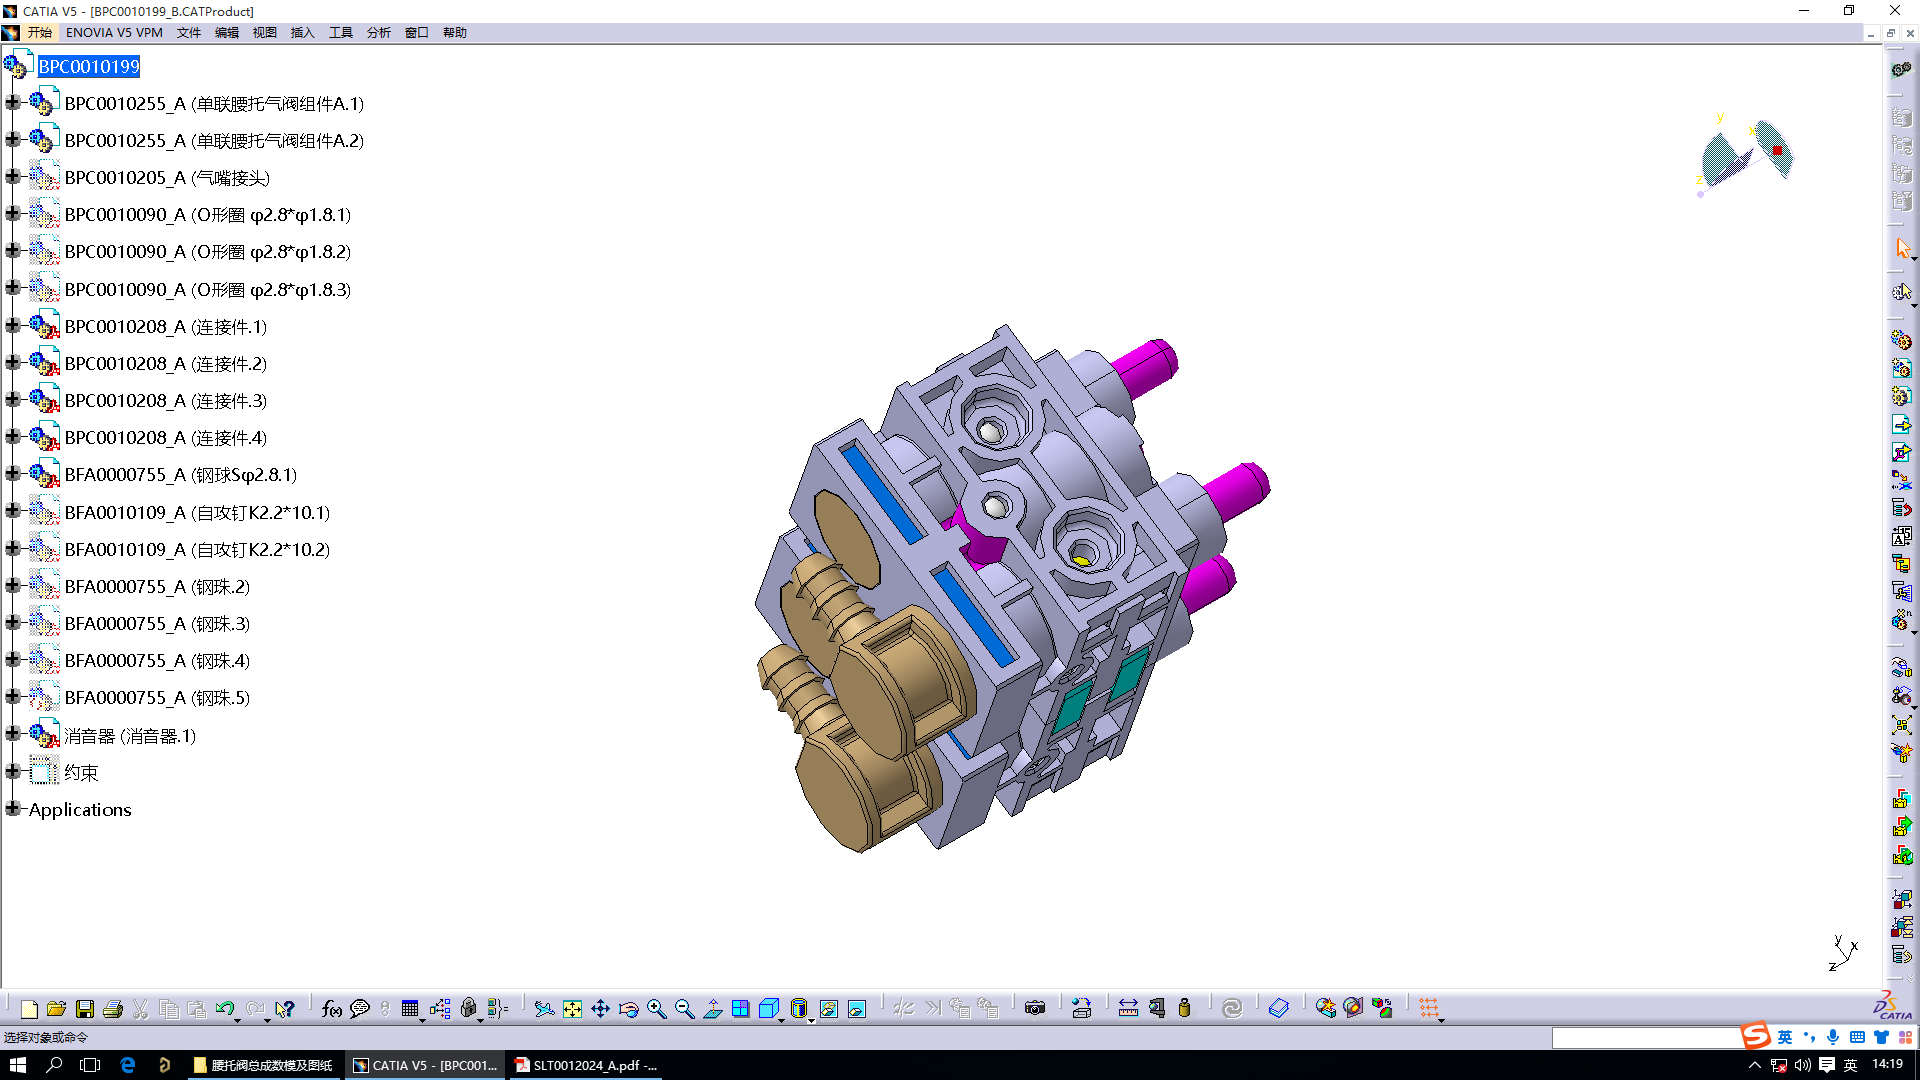 CATIA V5 - [BPC0010199_B.CATProduct]
开始 ENOVIA V5 VPM 文件 编辑 视图 插入 工具 分析 窗口 帮助
BPC0010199
BPC0010255_A (单联腰托气阀组件A.1)
BPC0010255_A (单联腰托气阀组件A.2)
BPC0010205_A (气嘴接头)
BPC0010090_A (O形圈 φ2.8*φ1.8.1)
BPC0010090_A (O形圈 φ2.8*φ1.8.2)
BPC0010090_A (O形圈 φ2.8*φ1.8.3)
BPC0010208_A (连接件.1)
BPC0010208_A (连接件.2)
BPC0010208_A (连接件.3)
BPC0010208_A (连接件.4)
BFA0000755_A (钢球Sφ2.8.1)
BFA0010109_A (自攻钉K2.2*10.1)
BFA0010109_A (自攻钉K2.2*10.2)
BFA0000755_A (钢珠.2)
BFA0000755_A (钢珠.3)
BFA0000755_A (钢珠.4)
BFA0000755_A (钢珠.5)
消音器 (消音器.1)
约束
Applications
y
x
z
y
x
z
CATIA
选择对象或命令
英
腰托阀总成数模及图纸
CATIA V5 - [BPC001...
SLT0012024_A.pdf -...
英
14:19